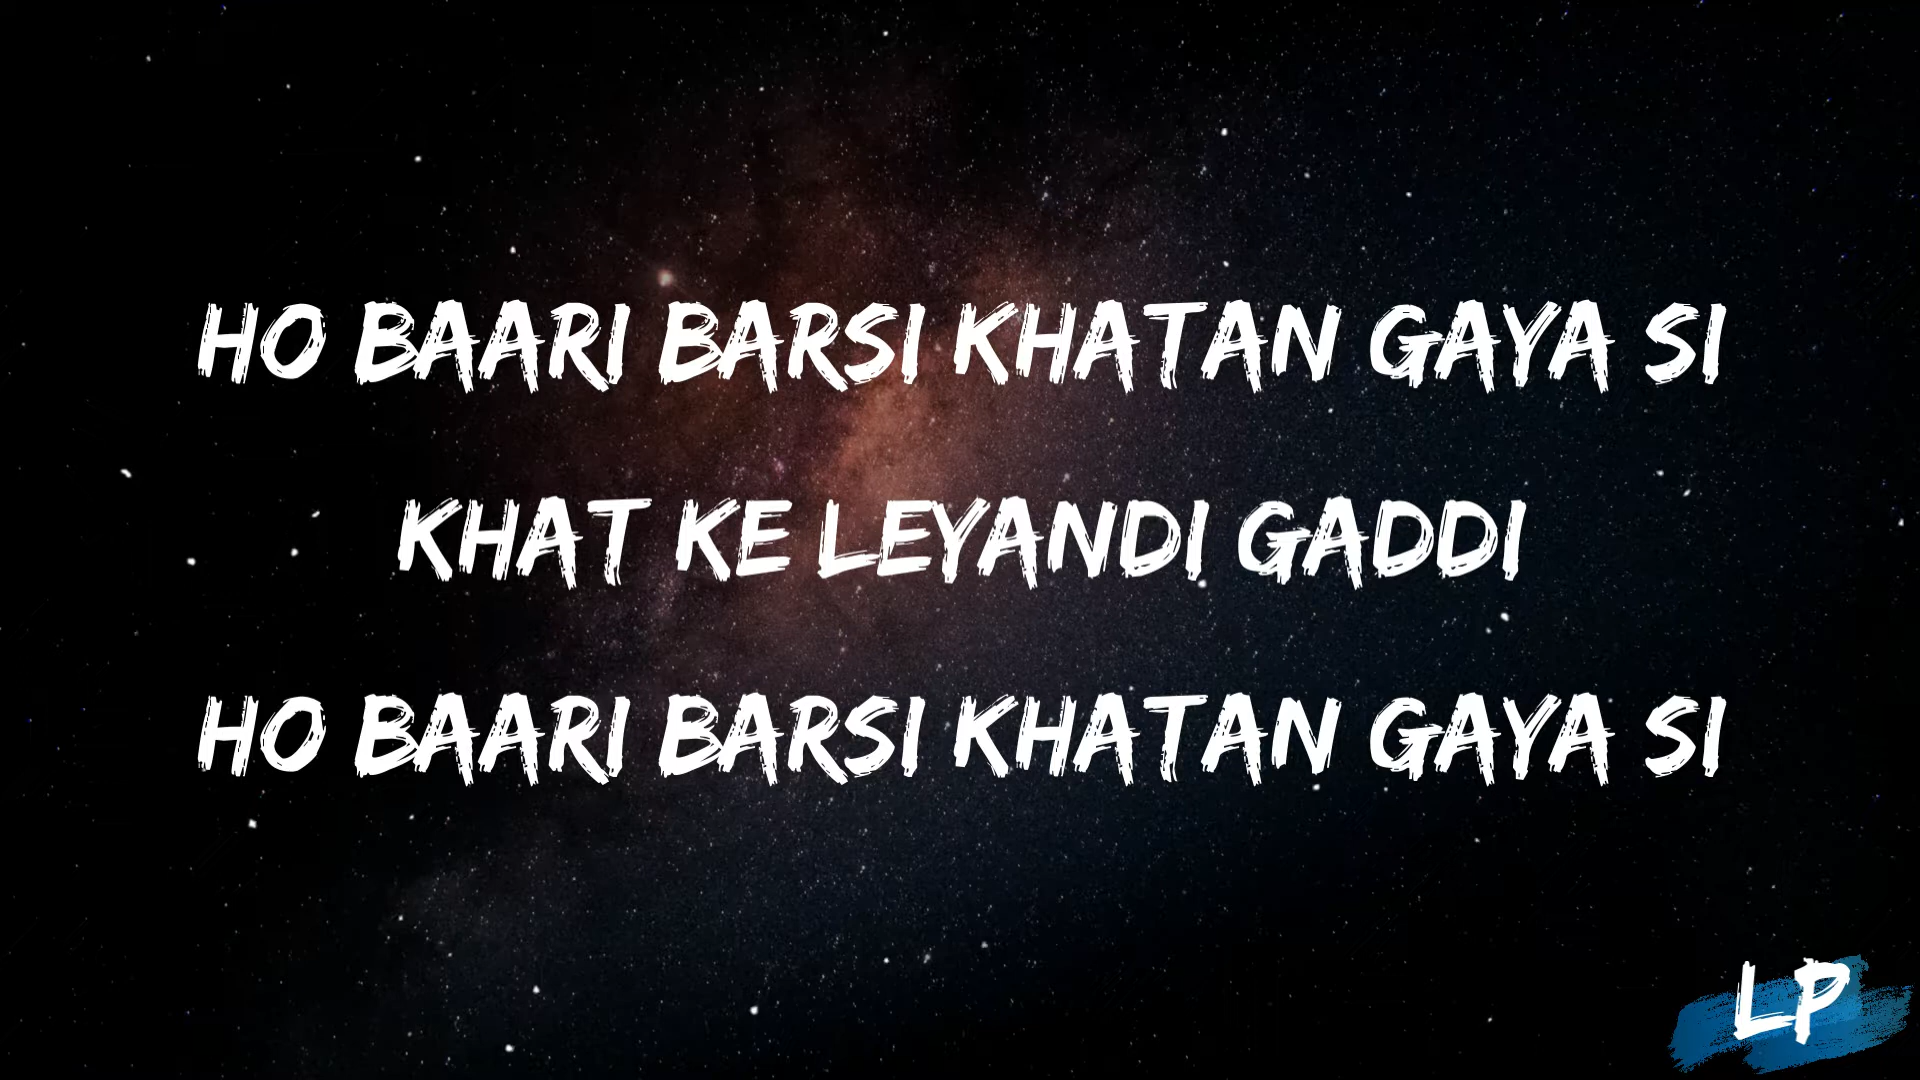 HO BAARI BARSI KHATAN GAYA SI
KHAT KE LEYANDI GADDI
HO BAARI BARSI KHATAN GAYA SI
LP